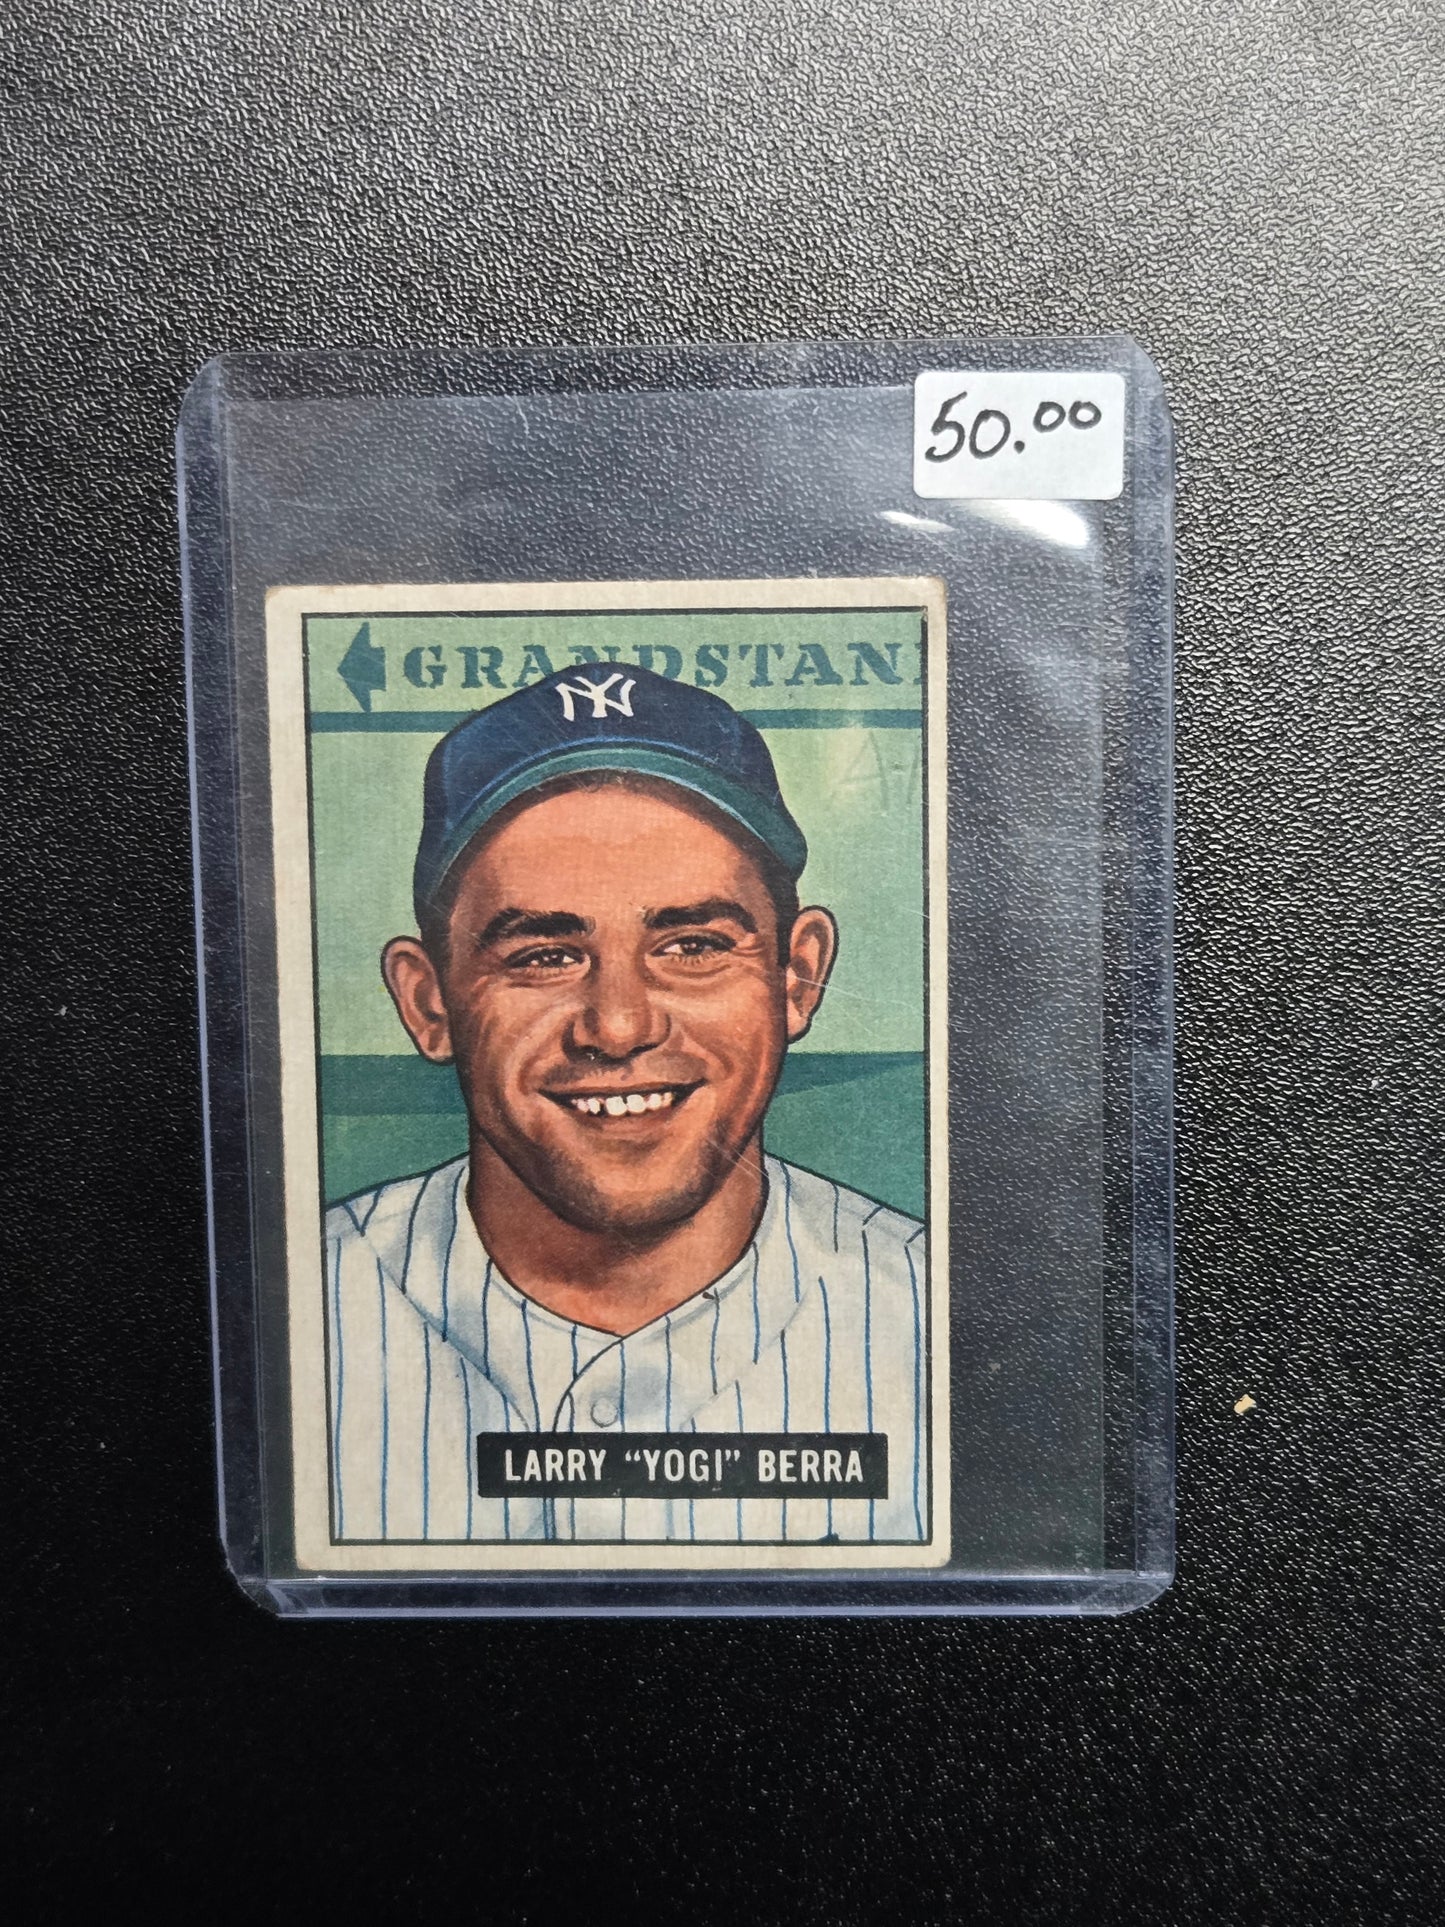 50.00
GRANDSTAN
NY
LARRY “YOGI” BERRA